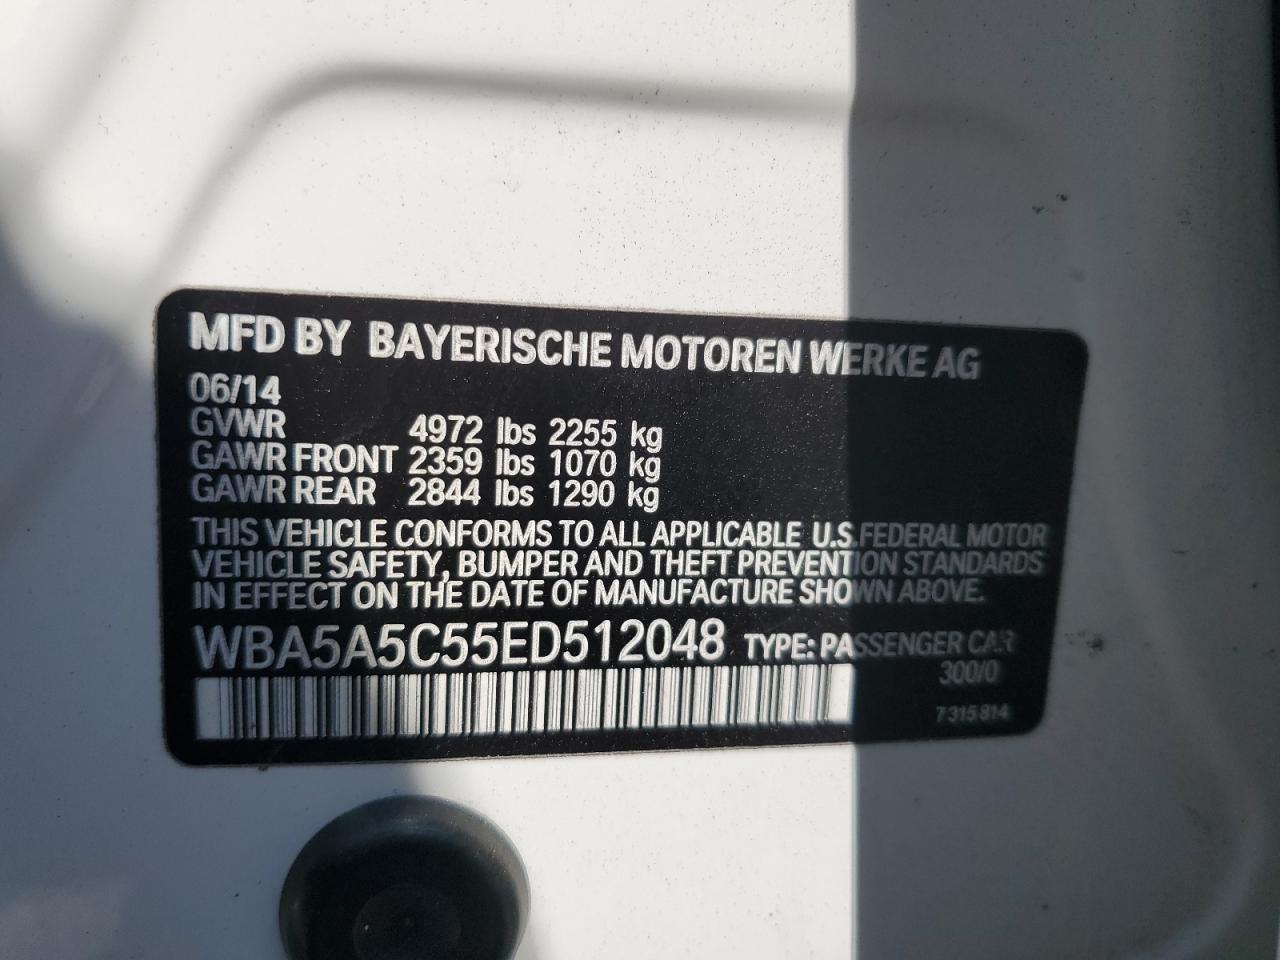 MFD BY BAYERISCHE MOTOREN WERKE AG
06/14
GVWR 4972 lbs 2255 kg
GAWR FRONT 2359 lbs 1070 kg
GAWR REAR 2844 lbs 1290 kg
THIS VEHICLE CONFORMS TO ALL APPLICABLE U.S. FEDERAL MOTOR
VEHICLE SAFETY, BUMPER AND THEFT PREVENTION STANDARDS
IN EFFECT ON THE DATE OF MANUFACTURE SHOWN ABOVE.
WBA5A5C55ED512048 TYPE: PASSENGER CAR
300/0
7 315 814